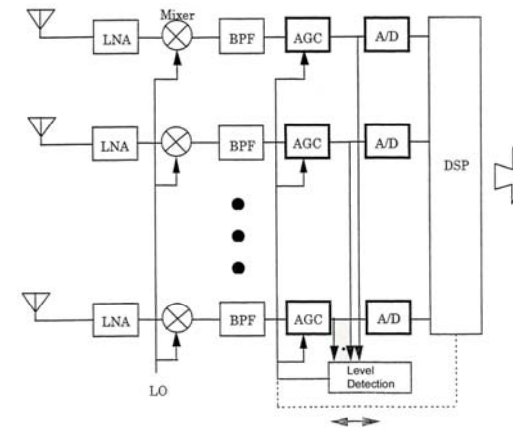 Mixer
LNA
BPF
AGC
A/D
LNA
BPF
AGC
A/D
DSP
LNA
BPF
AGC
A/D
Level
Detection
LO